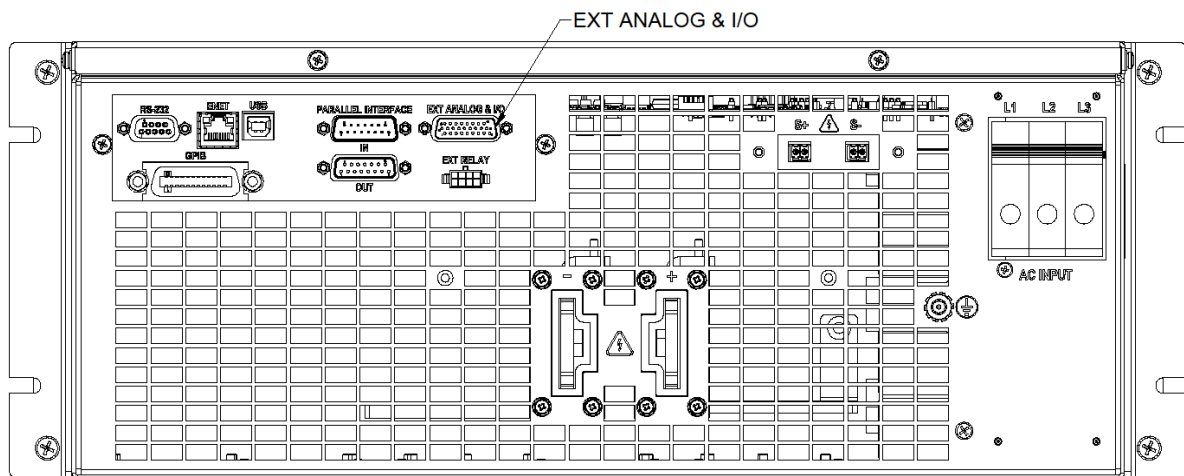 EXT ANALOG & I/O
RS-232
ENET
USB
PARALLEL INTERFACE
EXT ANALOG & I/O
IN
GPIB
OUT
EXT RELAY
S+
S-
L1 L2 L3
- +
AC INPUT